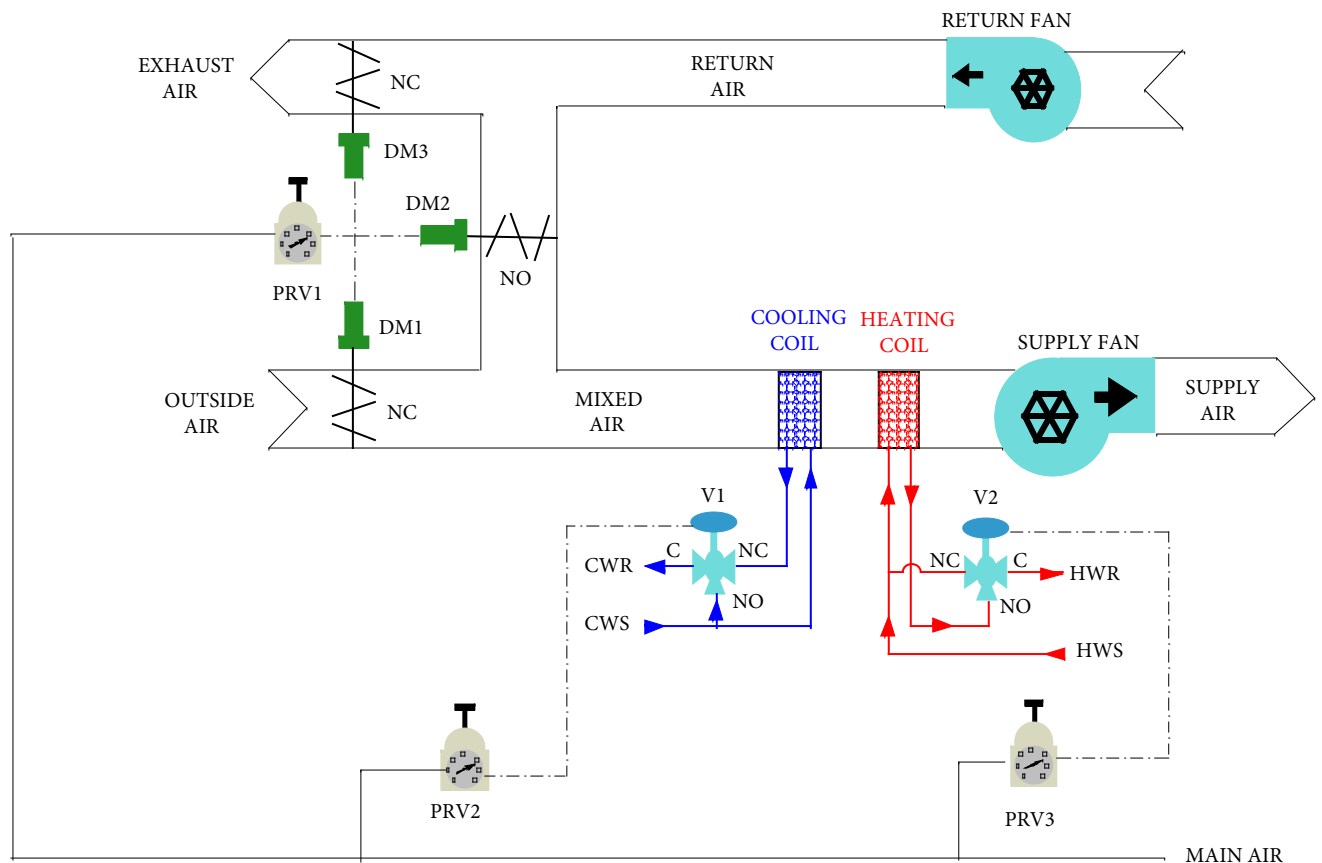 RETURN FAN
EXHAUST
AIR
NC
RETURN
AIR
DM3
DM2
PRV1
NO
DM1
COOLING
COIL
HEATING
COIL
SUPPLY FAN
OUTSIDE
AIR
NC
MIXED
AIR
SUPPLY
AIR
V1
V2
C
NC
CWR
NO
CWS
NC
C
HWR
NO
HWS
PRV2
PRV3
MAIN AIR